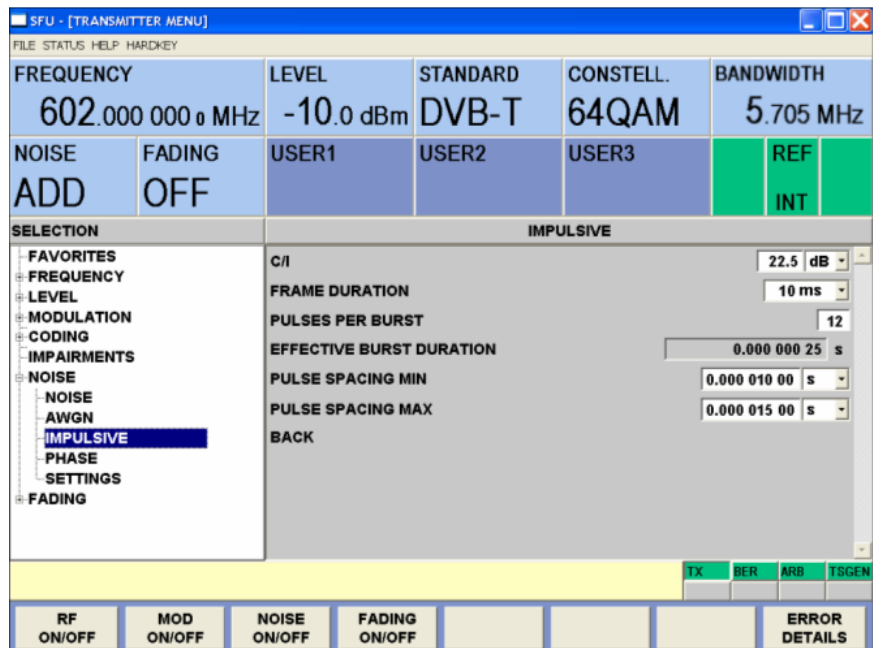 SFU - [TRANSMITTER MENU]
FILE STATUS HELP HARDKEY
FREQUENCY LEVEL STANDARD CONSTELL. BANDWIDTH
602.000 000 0 MHz -10.0 dBm DVB-T 64QAM 5.705 MHz
NOISE FADING USER1 USER2 USER3 REF
ADD OFF INT
SELECTION IMPULSIVE
FAVORITES
FREQUENCY
LEVEL
MODULATION
CODING
IMPAIRMENTS
NOISE
NOISE
AWGN
IMPULSIVE
PHASE
SETTINGS
FADING
C/I 22.5 dB
FRAME DURATION 10 ms
PULSES PER BURST 12
EFFECTIVE BURST DURATION 0.000 000 25 s
PULSE SPACING MIN 0.000 010 00 s
PULSE SPACING MAX 0.000 015 00 s
BACK
TX BER ARB TSGEN
RF ON/OFF
MOD ON/OFF
NOISE ON/OFF
FADING ON/OFF
ERROR DETAILS